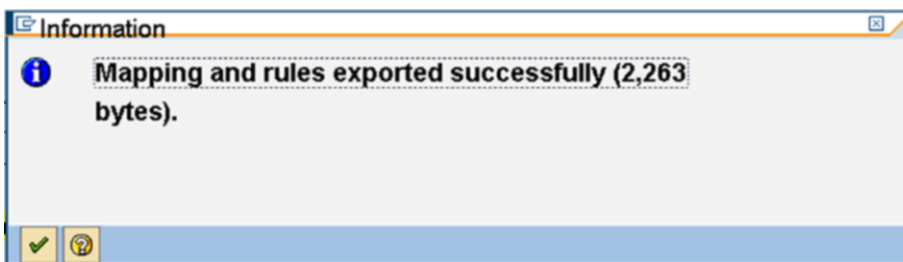 Information
Mapping and rules exported successfully (2,263
bytes).